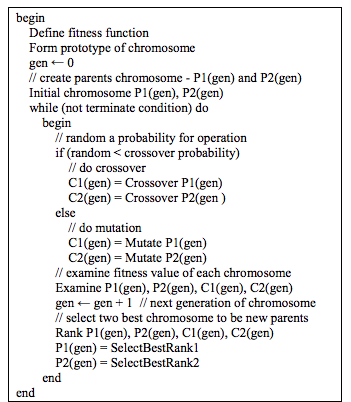 begin
Define fitness function
Form prototype of chromosome
gen ← 0
// create parents chromosome - P1(gen) and P2(gen)
Initial chromosome P1(gen), P2(gen)
while (not terminate condition) do
begin
// random a probability for operation
if (random < crossover probability)
// do crossover
C1(gen) = Crossover P1(gen)
C2(gen) = Crossover P2(gen )
else
// do mutation
C1(gen) = Mutate P1(gen)
C2(gen) = Mutate P2(gen)
// examine fitness value of each chromosome
Examine P1(gen), P2(gen), C1(gen), C2(gen)
gen ← gen + 1 // next generation of chromosome
// select two best chromosome to be new parents
Rank P1(gen), P2(gen), C1(gen), C2(gen)
P1(gen) = SelectBestRank1
P2(gen) = SelectBestRank2
end
end